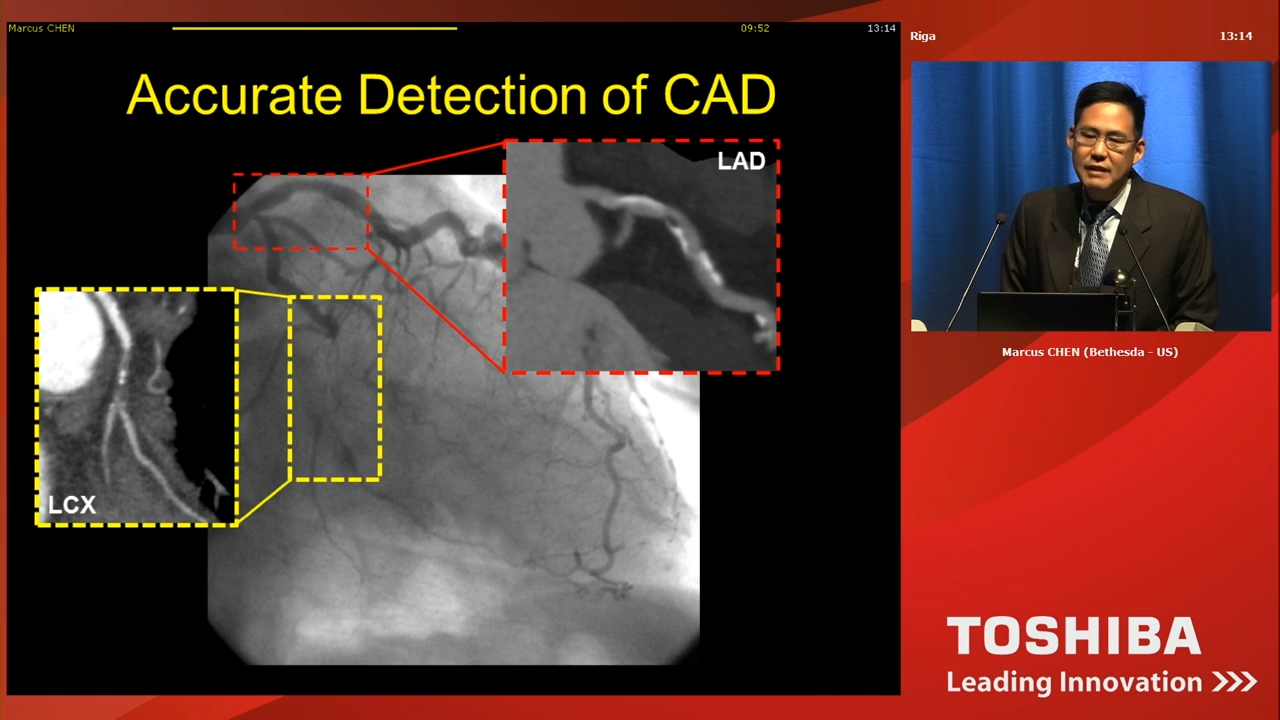 Marcus CHEN
09:52
13:14
Accurate Detection of CAD
LAD
LCX
Riga
13:14
Marcus CHEN (Bethesda - US)
TOSHIBA
Leading Innovation >>>